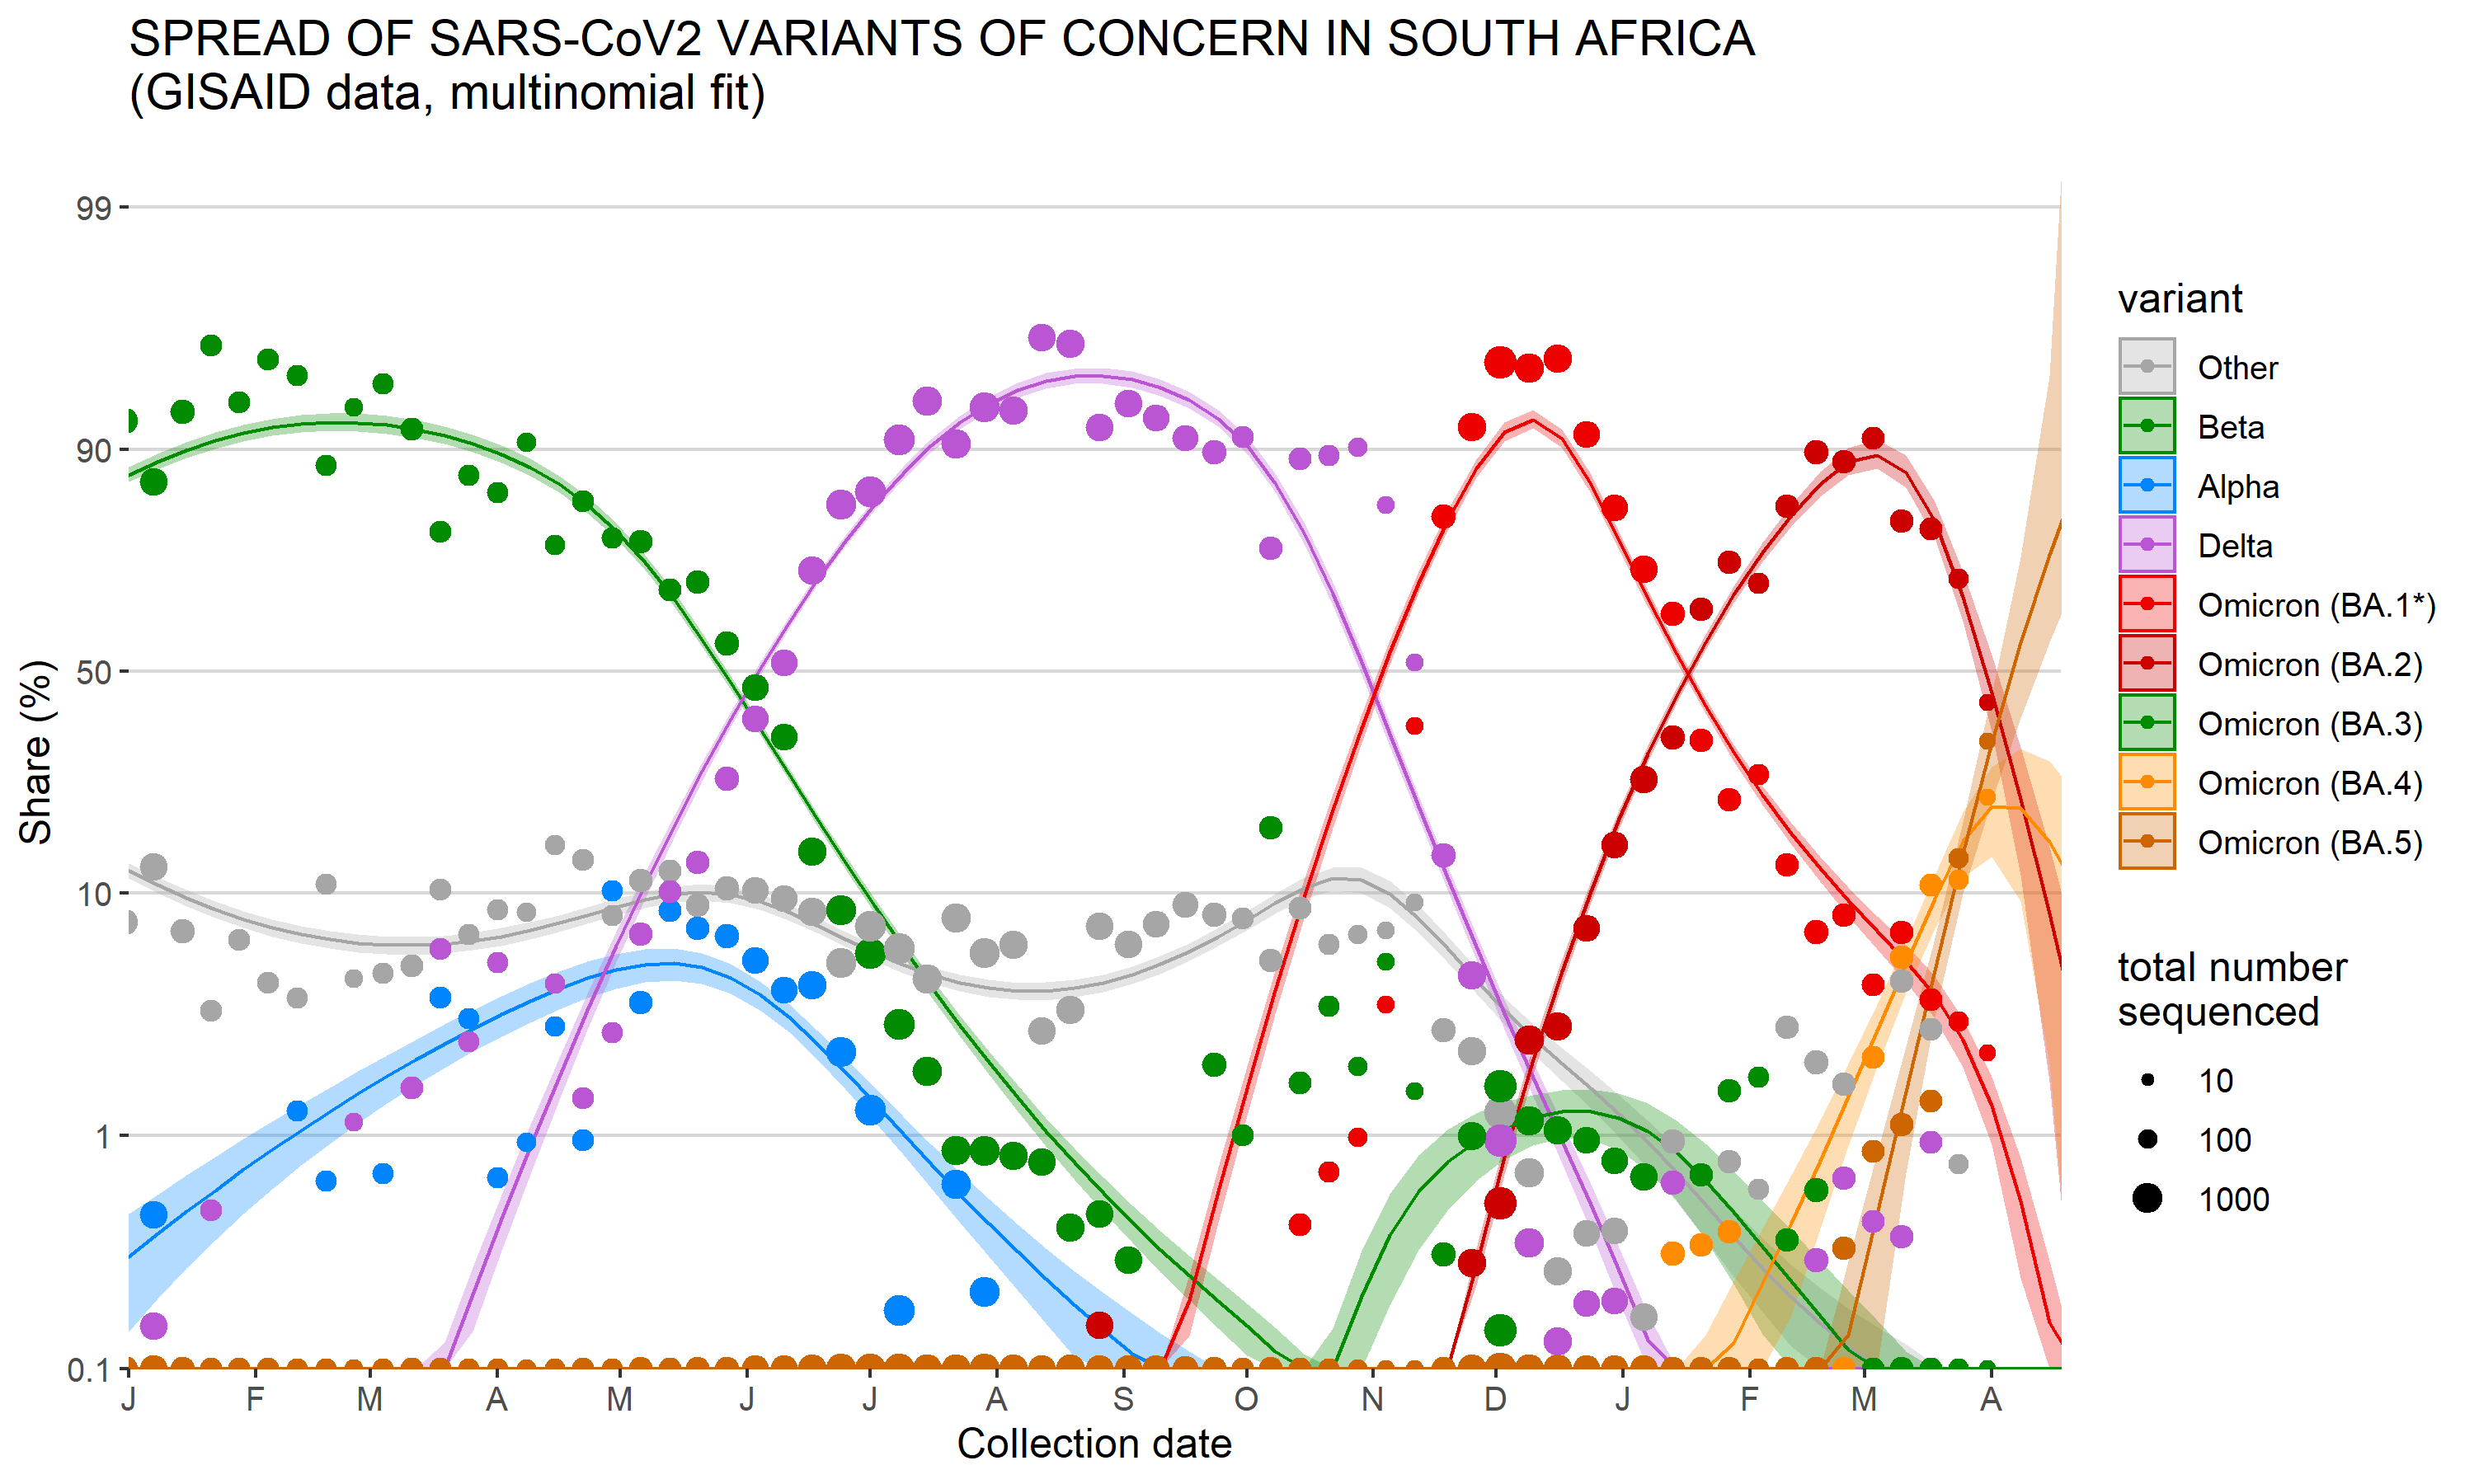 SPREAD OF SARS-CoV2 VARIANTS OF CONCERN IN SOUTH AFRICA
(GISAID data, multinomial fit)
99
90
50
10
1
0.1
Share (%)
J F M A M J J A S O N D J F M A
Collection date
variant
Other
Beta
Alpha
Delta
Omicron (BA.1*)
Omicron (BA.2)
Omicron (BA.3)
Omicron (BA.4)
Omicron (BA.5)
total number
sequenced
10
100
1000